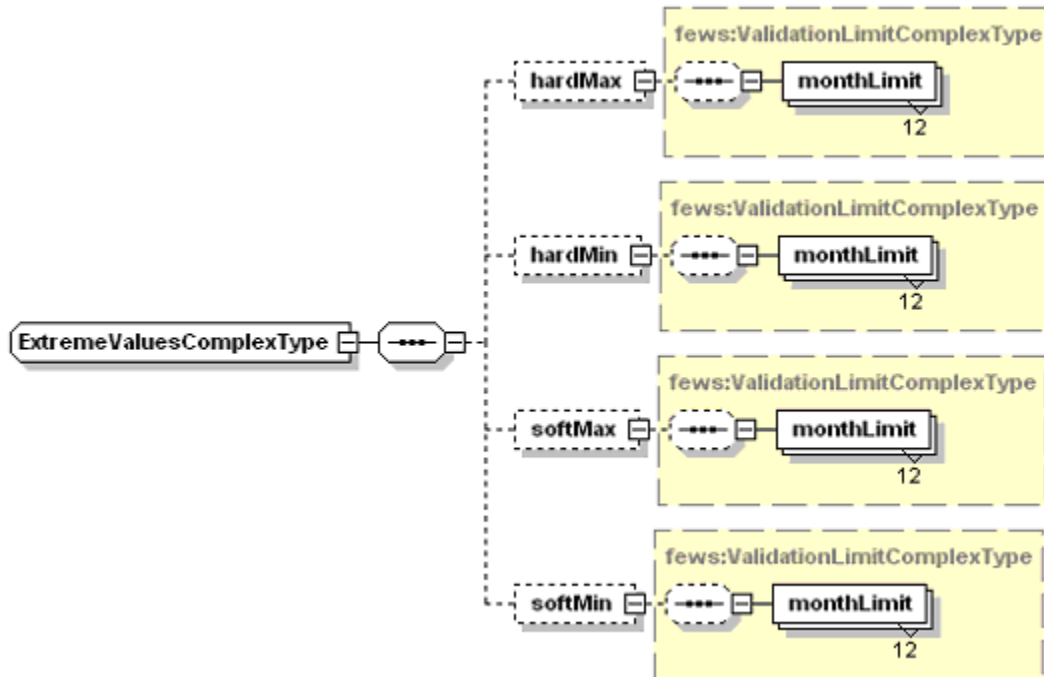 fews:ValidationLimitComplexType
hardMax
monthLimit
12
fews:ValidationLimitComplexType
hardMin
monthLimit
12
ExtremeValuesComplexType
fews:ValidationLimitComplexType
softMax
monthLimit
12
fews:ValidationLimitComplexType
softMin
monthLimit
12